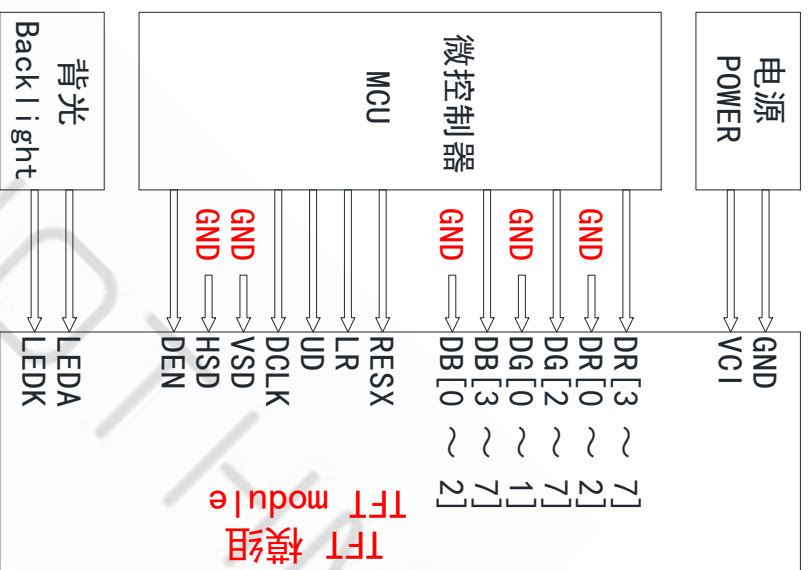 电源
POWER
微控制器
MCU
背光
Backlight
GND
GND
GND
GND
GND
GND
VCI
DR[3 ~ 7]
DR[0 ~ 2]
DG[2 ~ 7]
DG[0 ~ 1]
DB[3 ~ 7]
DB[0 ~ 2]
RESX
LR
UD
DCLK
VSD
HSD
DEN
LEDA
LEDK
TFT 模组
TFT module